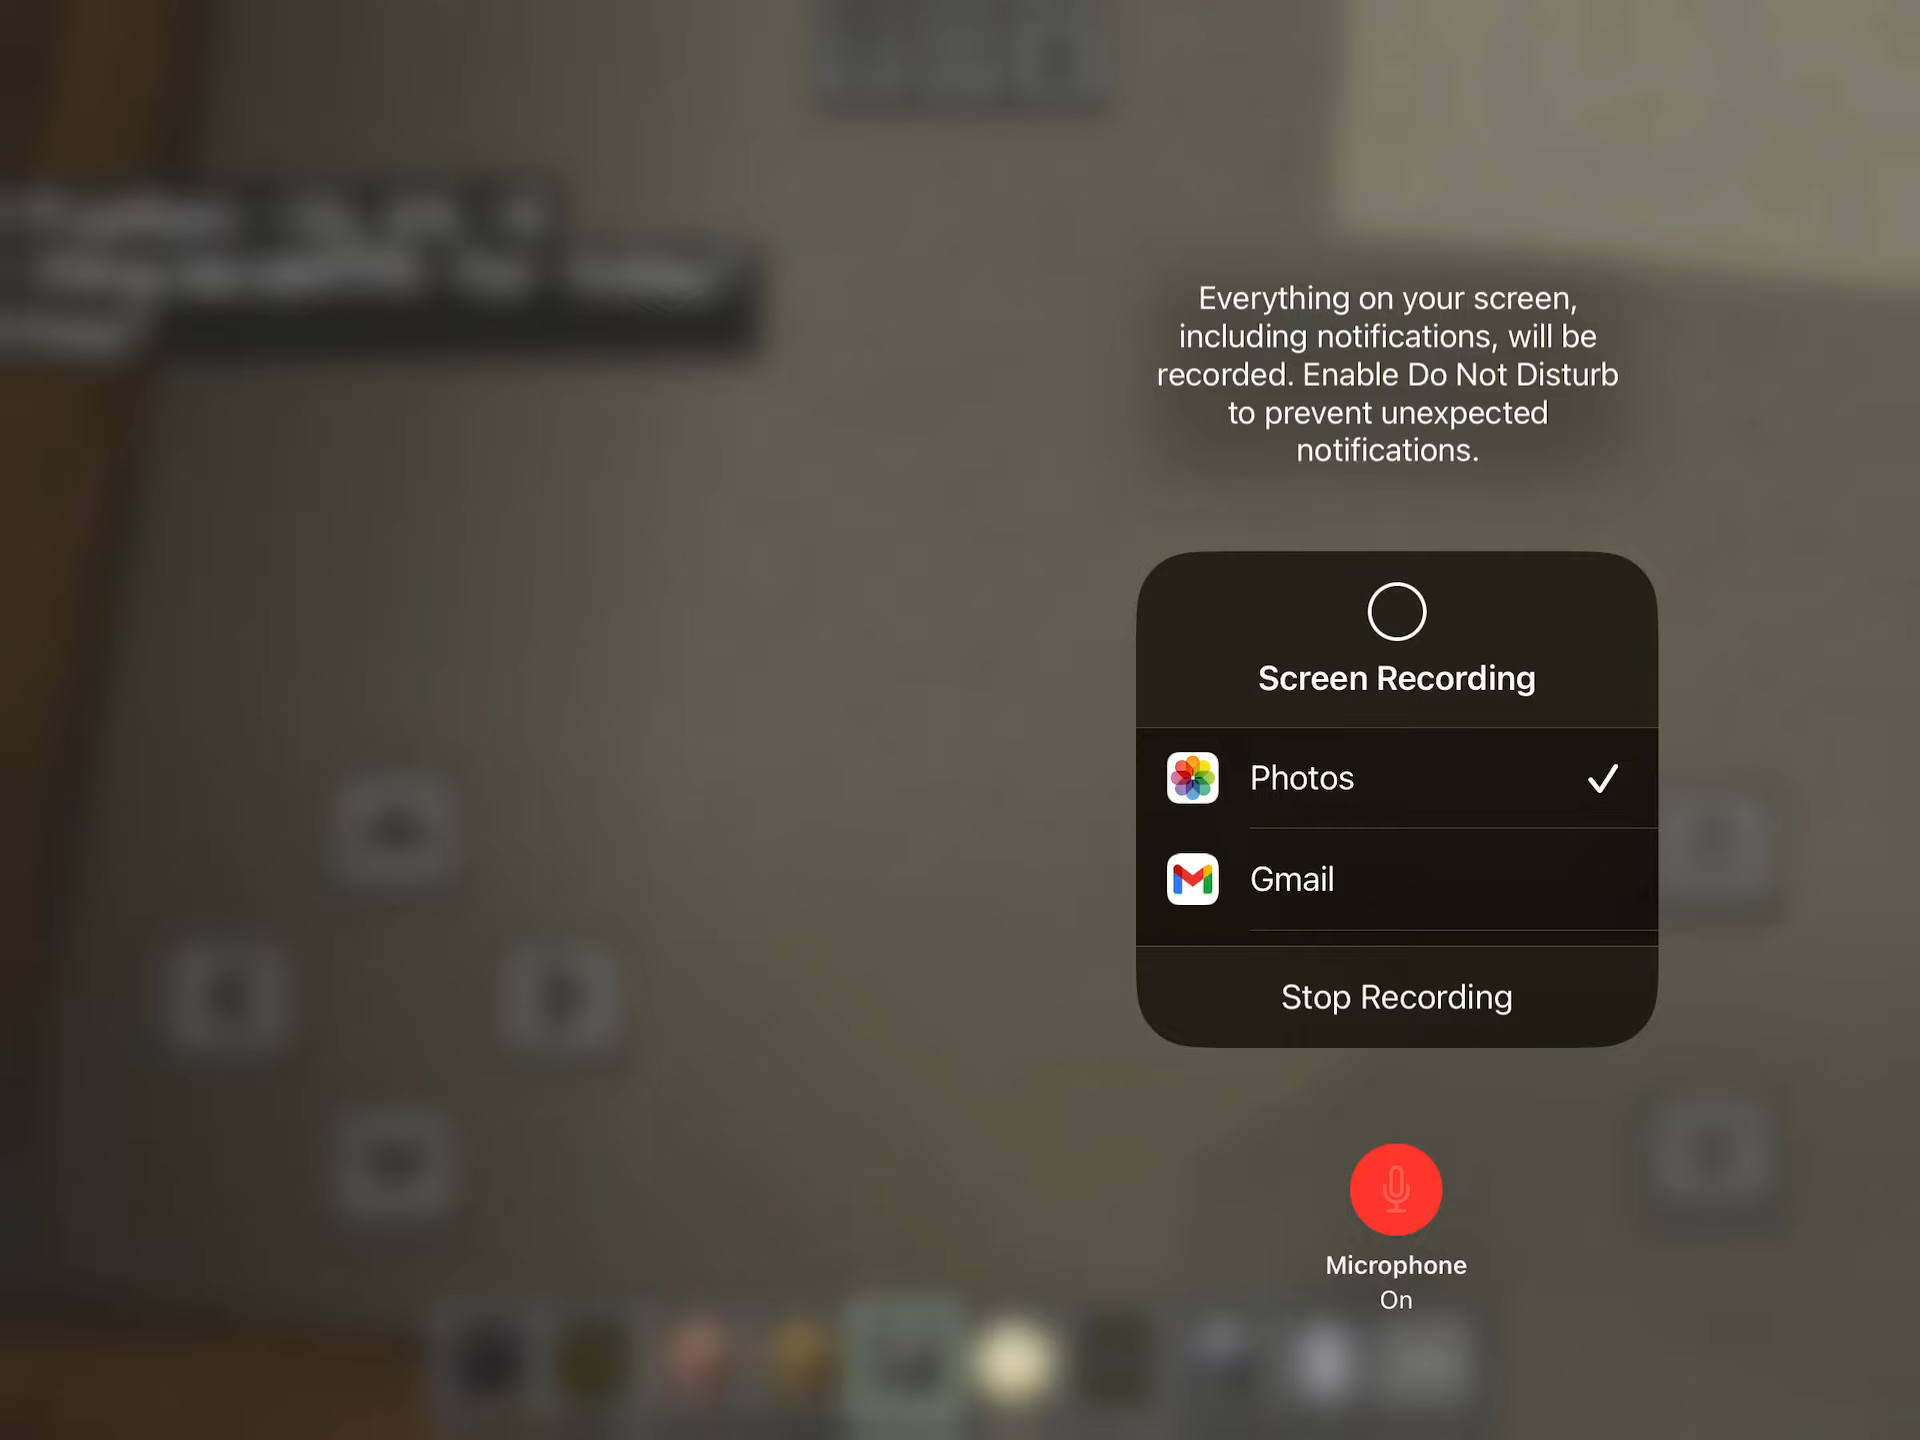 Everything on your screen,
including notifications, will be
recorded. Enable Do Not Disturb
to prevent unexpected
notifications.
Screen Recording
Photos
Gmail
Stop Recording
Microphone
On